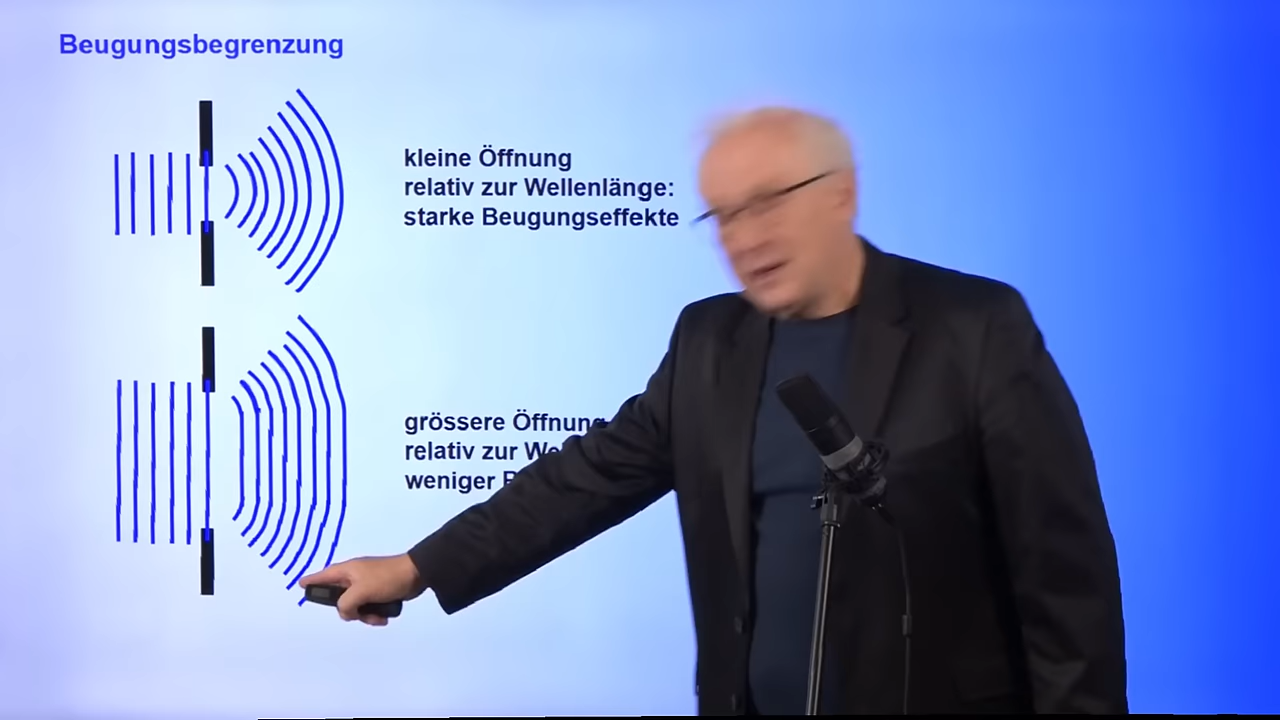 Beugungsbegrenzung
kleine Öffnung
relativ zur Wellenlänge:
starke Beugungseffekte
grössere Öffnung
relativ zur
weniger